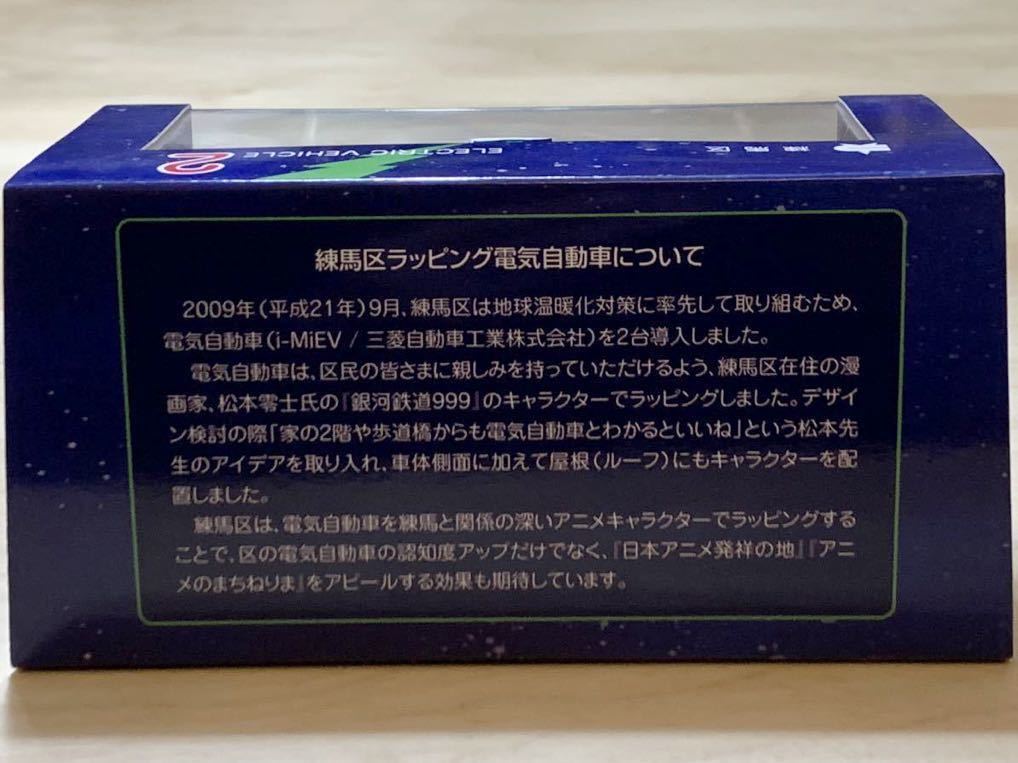 ELECTRIC VEHICLE
練馬区
練馬区ラッピング電気自動車について
2009年(平成21年)9月、練馬区は地球温暖化対策に率先して取り組むため、
電気自動車(i-MiEV / 三菱自動車工業株式会社)を2台導入しました。
電気自動車は、区民の皆さまに親しみを持っていただけるよう、練馬区在住の漫
画家、松本零士氏の『銀河鉄道999』のキャラクターでラッピングしました。デザイ
ン検討の際「家の2階や歩道橋からも電気自動車とわかるといいね」という松本先
生のアイデアを取り入れ、車体側面に加えて屋根(ルーフ)にもキャラクターを配
置しました。
練馬区は、電気自動車を練馬と関係の深いアニメキャラクターでラッピングする
ことで、区の電気自動車の認知度アップだけでなく、『日本アニメ発祥の地』『アニ
メのまちねりま』をアピールする効果も期待しています。